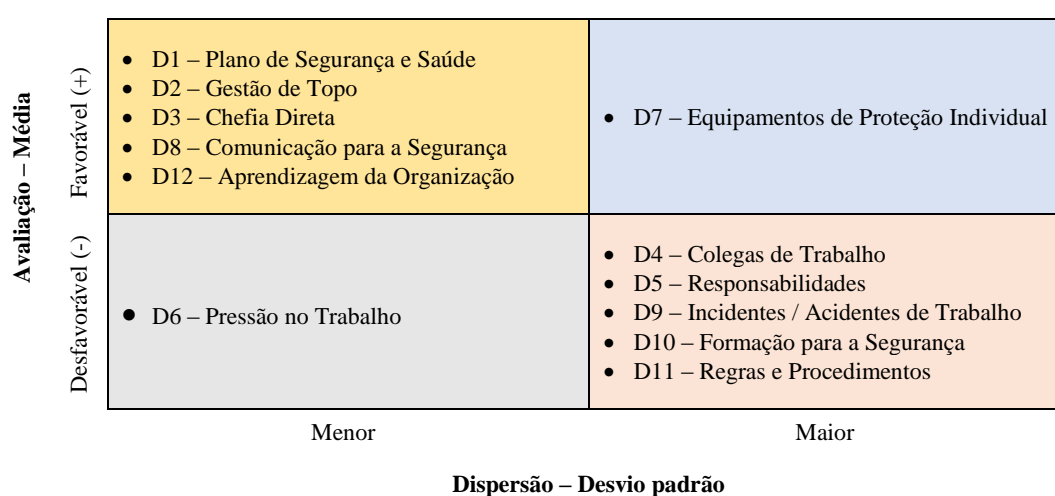 Avaliação – Média
Favorável (+)
• D1 – Plano de Segurança e Saúde
• D2 – Gestão de Topo
• D3 – Chefia Direta
• D8 – Comunicação para a Segurança
• D12 – Aprendizagem da Organização
• D7 – Equipamentos de Proteção Individual
Desfavorável (-)
• D6 – Pressão no Trabalho
• D4 – Colegas de Trabalho
• D5 – Responsabilidades
• D9 – Incidentes / Acidentes de Trabalho
• D10 – Formação para a Segurança
• D11 – Regras e Procedimentos
Menor
Maior
Dispersão – Desvio padrão